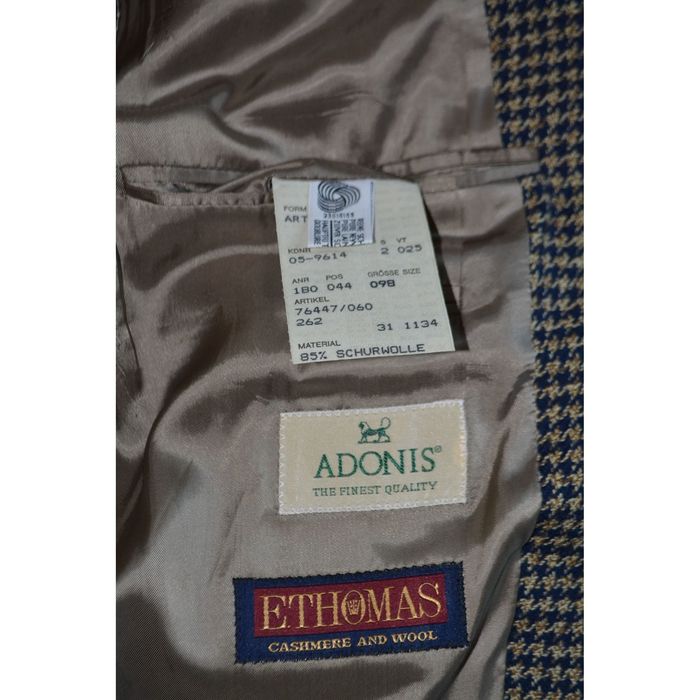 FORM
ART
23018165
KDNR S VT
05-9614 2 025
ANR POS GRÖSSE SIZE
180 044 098
ARTIKEL
76447/060
262 31 1134
MATERIAL
85% SCHURWOLLE
ADONIS®
THE FINEST QUALITY
ETHOMAS
CASHMERE AND WOOL